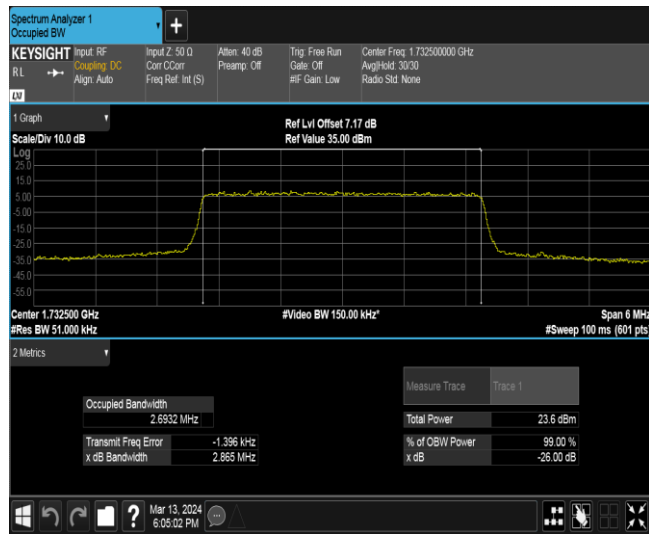 Spectrum Analyzer 1
Occupied BW
+
KEYSIGHT
R L
LXI
Input: RF
Coupling: DC
Align: Auto
Input Z: 50 Ω
Corr CCorr
Freq Ref: Int (S)
Atten: 40 dB
Preamp: Off
Trig: Free Run
Gate: Off
#IF Gain: Low
Center Freq: 1.732500000 GHz
Avg|Hold: 30/30
Radio Std: None
1 Graph
Scale/Div 10.0 dB
Ref Lvl Offset 7.17 dB
Ref Value 35.00 dBm
Log
25.0
15.0
5.00
-5.00
-15.0
-25.0
-35.0
-45.0
-55.0
Center 1.732500 GHz
#Res BW 51.000 kHz
#Video BW 150.00 kHz*
Span 6 MHz
#Sweep 100 ms (601 pts)
2 Metrics
Measure Trace Trace 1
Occupied Bandwidth
2.6932 MHz
Total Power 23.6 dBm
Transmit Freq Error -1.396 kHz
% of OBW Power 99.00 %
x dB Bandwidth 2.865 MHz
x dB -26.00 dB
?
Mar 13, 2024
6:05:02 PM